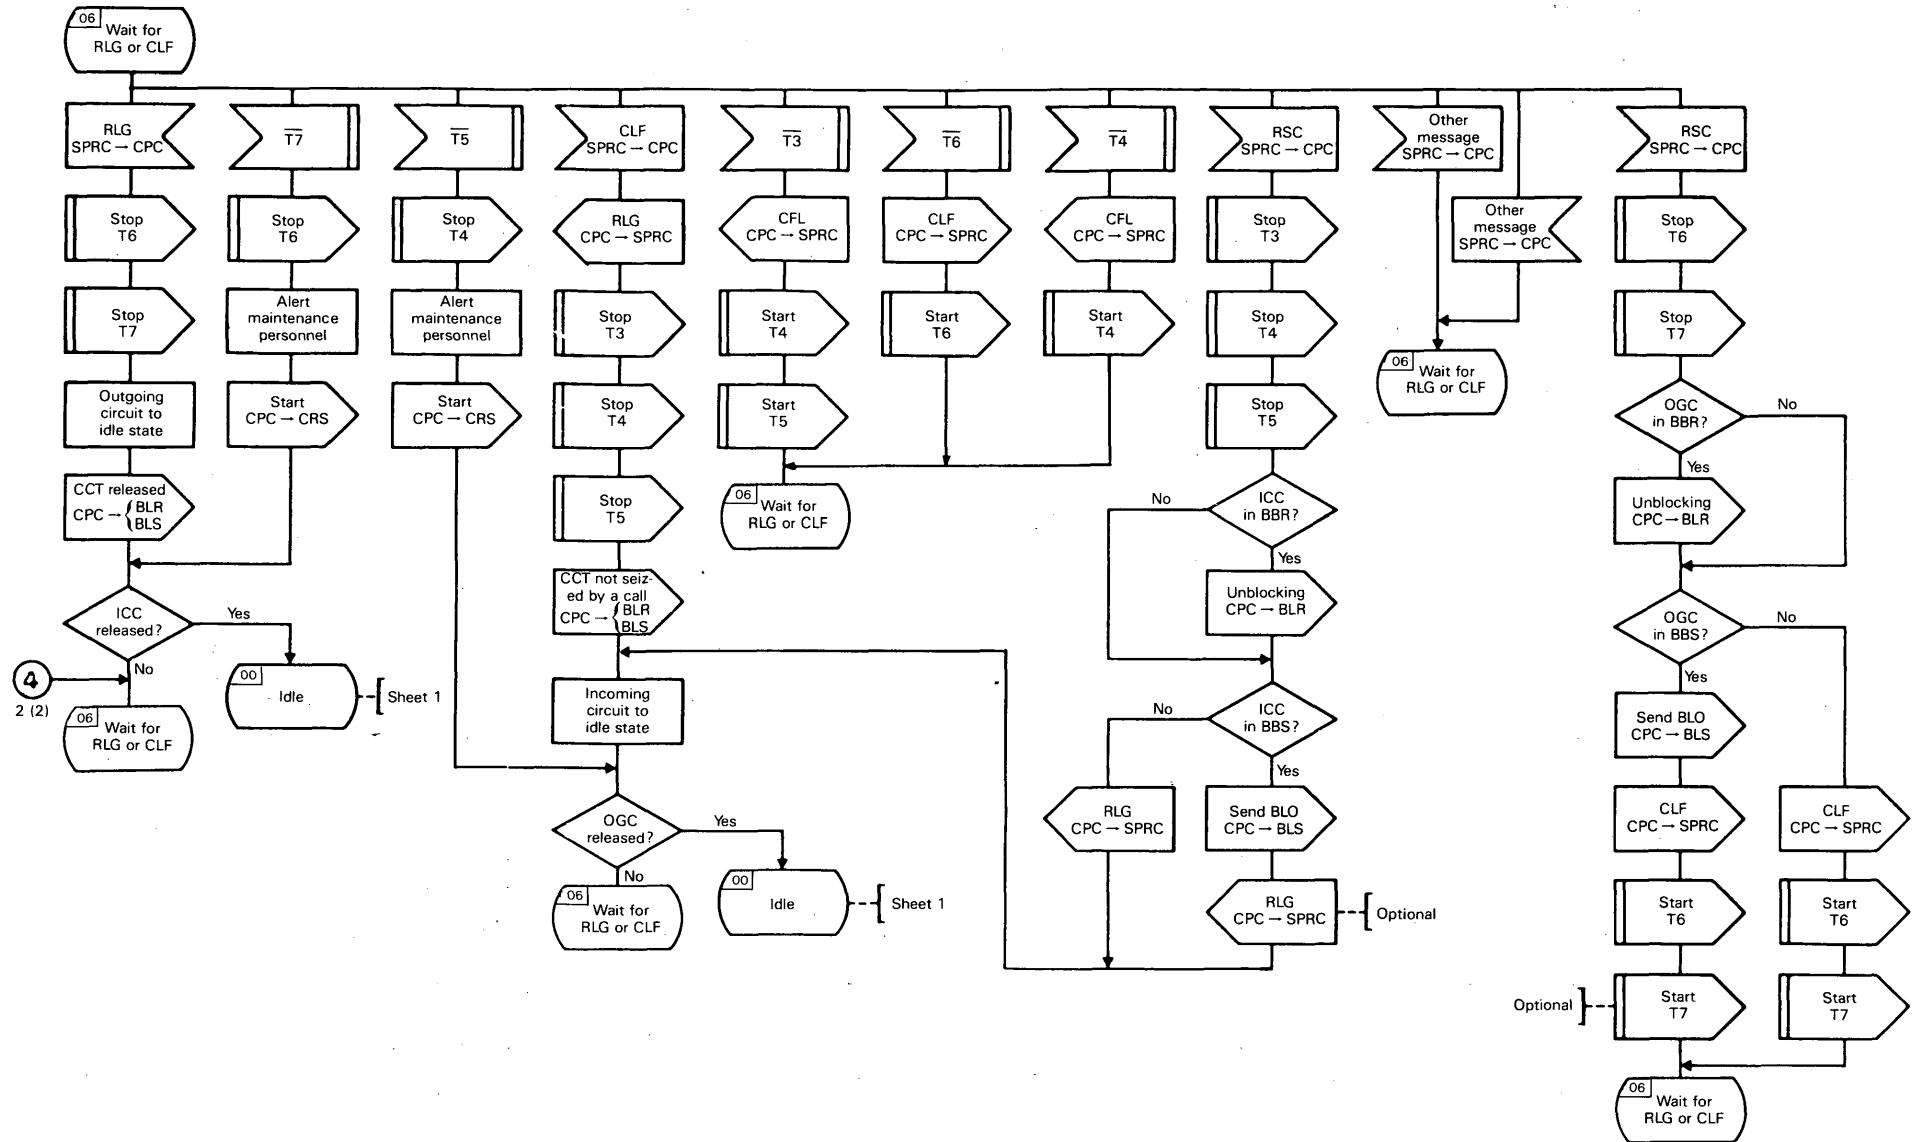 06
Wait for
RLG or CLF
RLG
SPRC → CPC
Stop
T6
Stop
T7
Outgoing
circuit to
idle state
CCT released
CPC → { BLR
BLS
ICC
released?
Yes
No
4
2 (2)
06
Wait for
RLG or CLF
00
Idle
Sheet 1
T7
Stop
T6
Alert
maintenance
personnel
Start
CPC → CRS
T5
Stop
T4
Alert
maintenance
personnel
Start
CPC → CRS
CLF
SPRC → CPC
RLG
CPC → SPRC
Stop
T3
Stop
T4
Stop
T5
CCT not seiz-
ed by a call
CPC → { BLR
BLS
Incoming
circuit to
idle state
OGC
released?
Yes
No
06
Wait for
RLG or CLF
00
Idle
Sheet 1
T3
CFL
CPC → SPRC
Start
T4
Start
T5
06
Wait for
RLG or CLF
T6
CLF
CPC → SPRC
Start
T6
T4
CFL
CPC → SPRC
Start
T4
RSC
SPRC → CPC
Stop
T3
Stop
T4
Stop
T5
ICC
in BBR?
No
Yes
Unblocking
CPC → BLR
ICC
in BBS?
No
Yes
RLG
CPC → SPRC
Send BLO
CPC → BLS
RLG
CPC → SPRC
Optional
Other
message
SPRC → CPC
Other
message
SPRC → CPC
06
Wait for
RLG or CLF
RSC
SPRC → CPC
Stop
T6
Stop
T7
OGC
in BBR?
No
Yes
Unblocking
CPC → BLR
OGC
in BBS?
No
Yes
Send BLO
CPC → BLS
CLF
CPC → SPRC
Start
T6
Optional
Start
T7
CLF
CPC → SPRC
Start
T6
Start
T7
06
Wait for
RLG or CLF